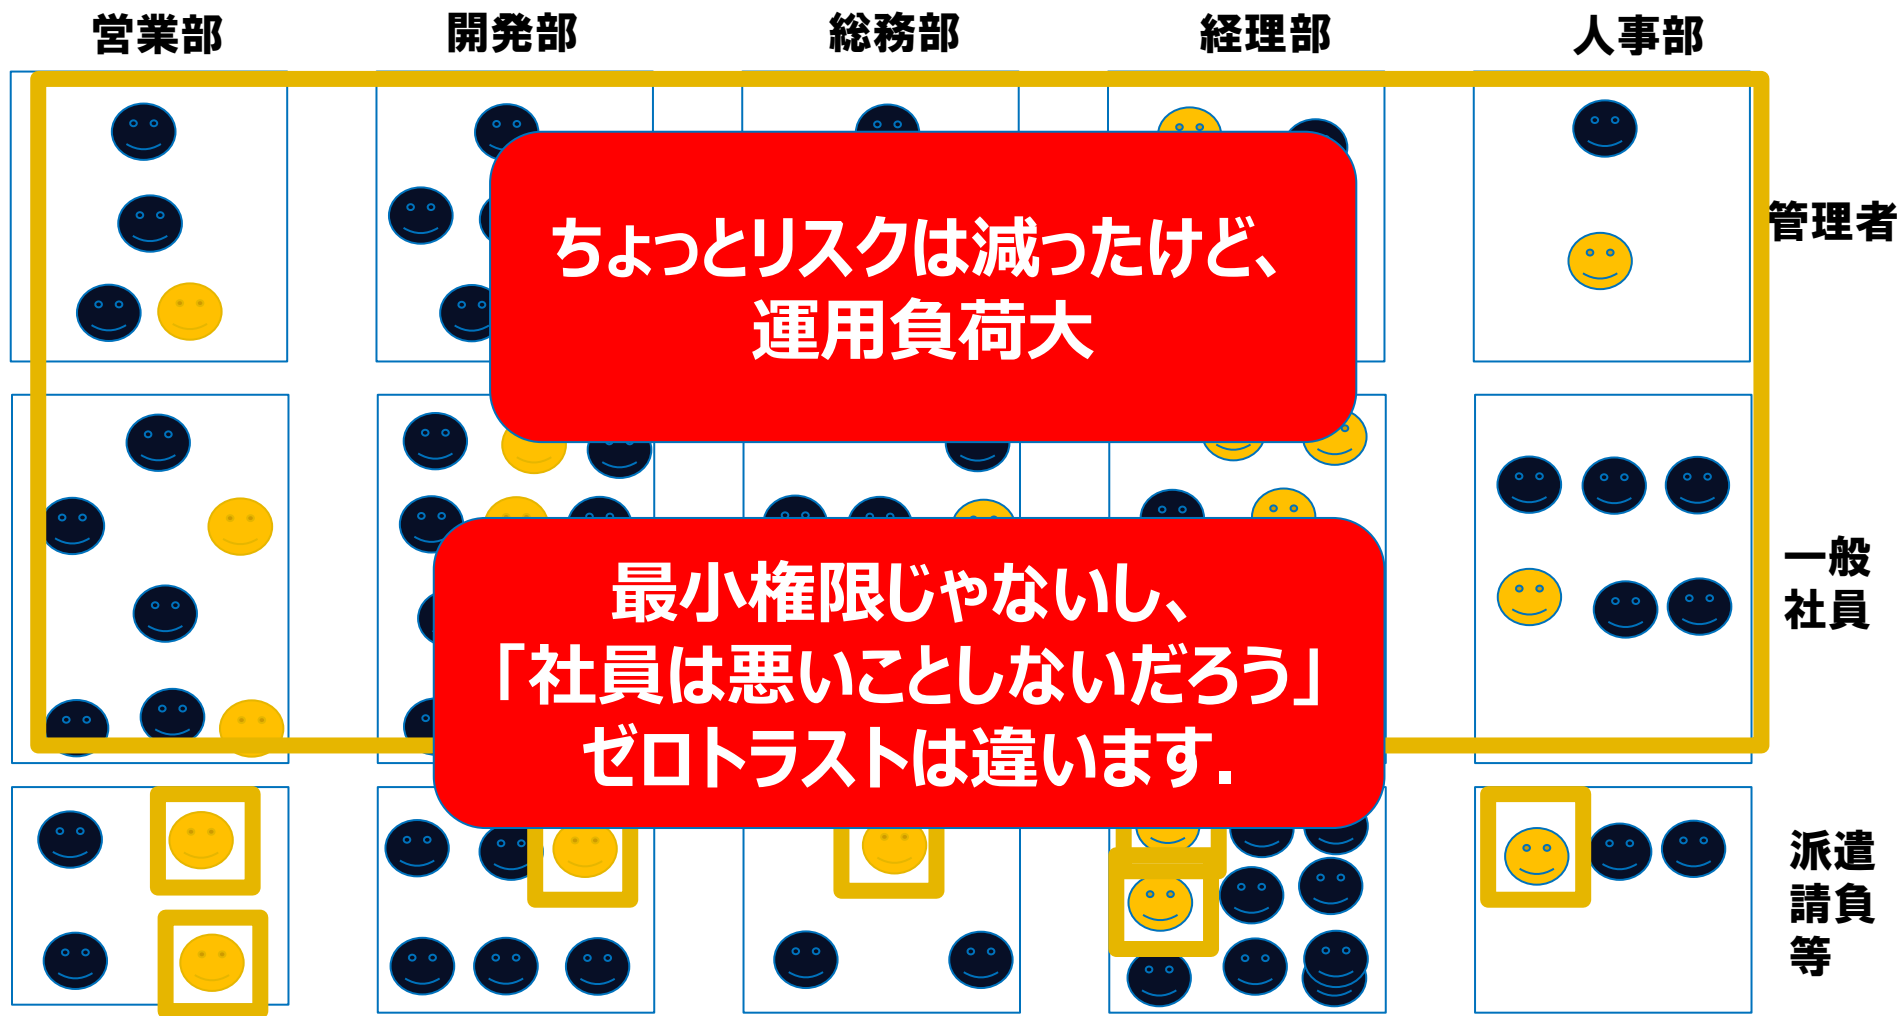 営業部
開発部
総務部
経理部
人事部
管理者
ちょっとリスクは減ったけど、
運用負荷大
一般
社員
最小権限じゃないし、
「社員は悪いことしないだろう」
ゼロトラストは違います.
派遣
請負
等